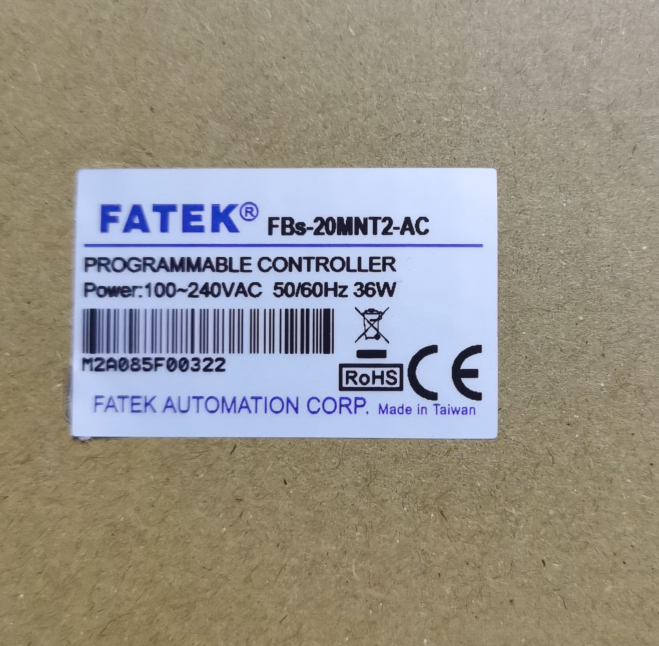 FATEK® FBs-20MNT2-AC
PROGRAMMABLE CONTROLLER
Power:100~240VAC 50/60Hz 36W
M2A085F00322
RoHS CE
FATEK AUTOMATION CORP. Made in Taiwan